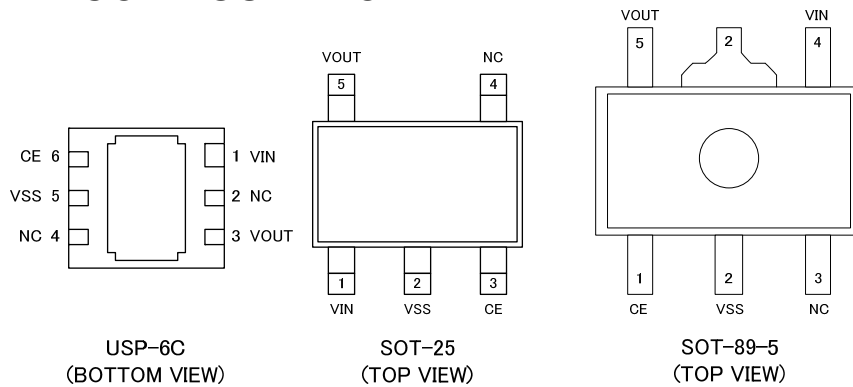 CE 6 1 VIN
VSS 5 2 NC
NC 4 3 VOUT
USP-6C
(BOTTOM VIEW)
VOUT NC
5 4
1 2 3
VIN VSS CE
SOT-25
(TOP VIEW)
VOUT VIN
5 2 4
1 2 3
CE VSS NC
SOT-89-5
(TOP VIEW)